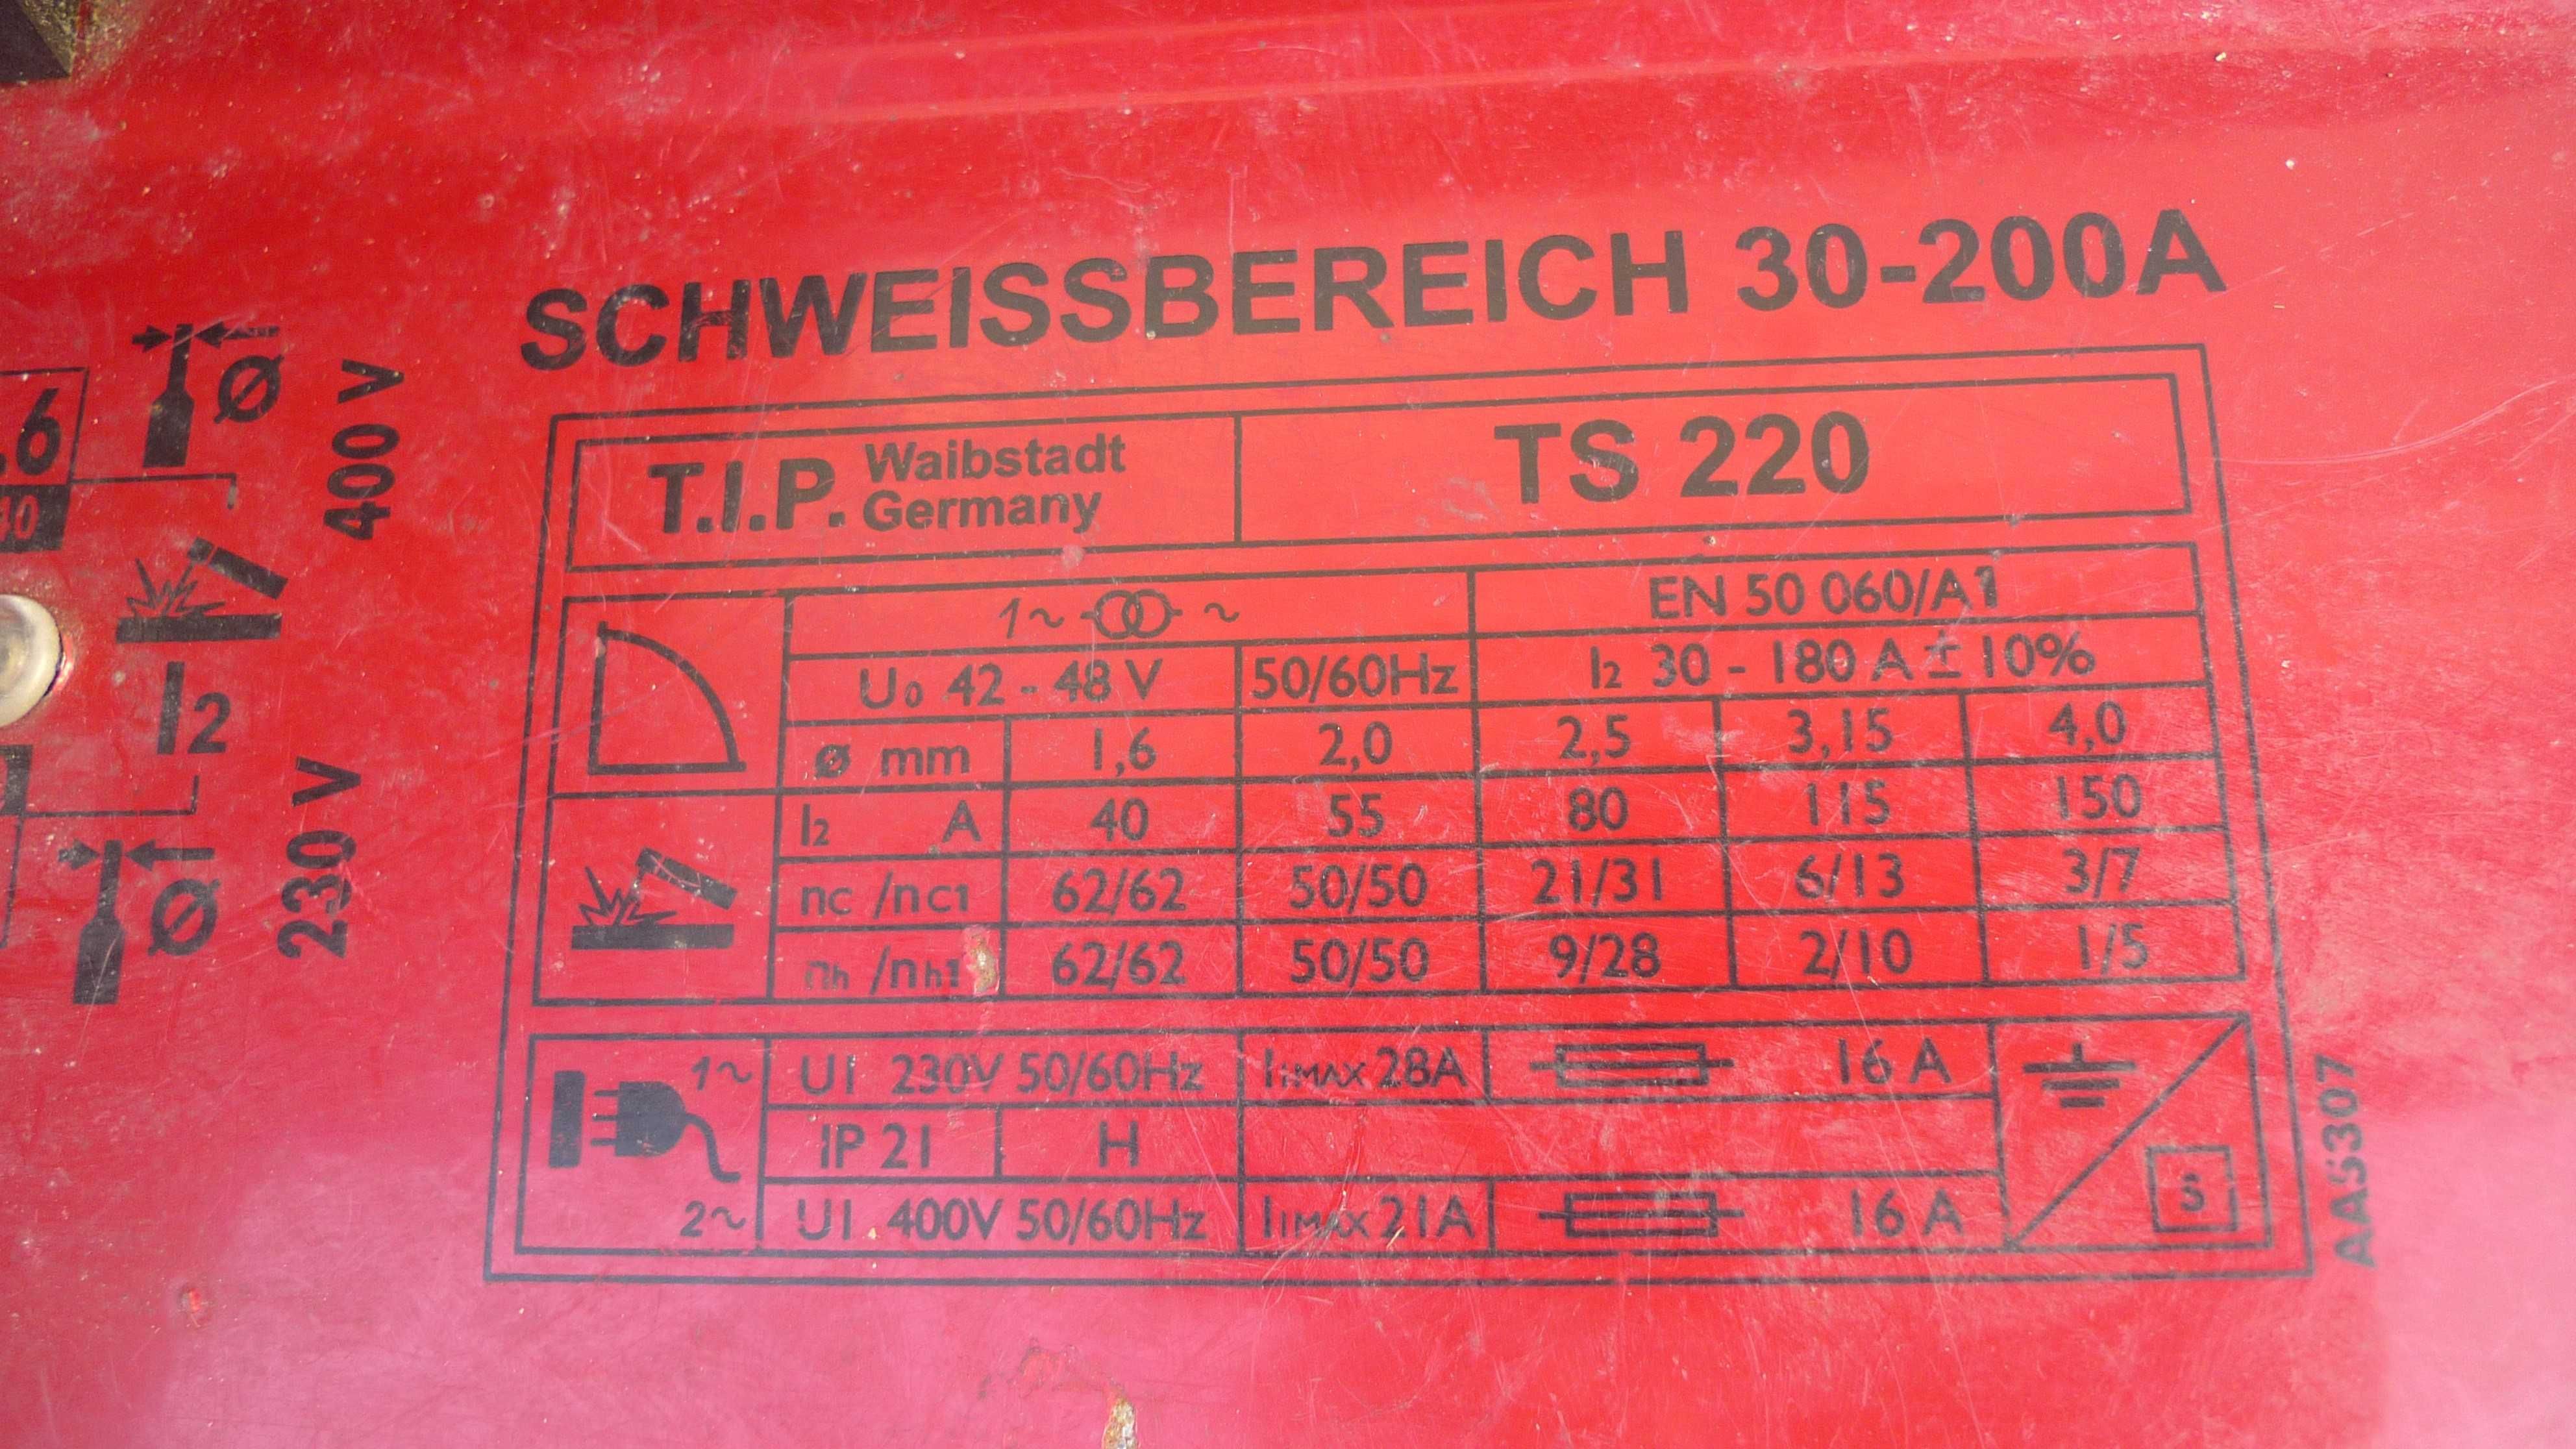 SCHWEISSBEREICH 30-200A
T.I.P. Waibstadt Germany TS 220
1~ ~ EN 50 060/A1
U0 42 - 48 V 50/60Hz I2 30 - 180 A ± 10%
ø mm 1,6 2,0 2,5 3,15 4,0
I2 A 40 55 80 115 150
nc /nc1 62/62 50/50 21/31 6/13 3/7
nh /nh1 62/62 50/50 9/28 2/10 1/5
1~ U1 230V 50/60Hz I1MAX 28A 16 A
IP 21 H
2~ U1 400V 50/60Hz I1MAX 21A 16 A
S
AA5307
Ø
400 V
I2
Ø
230 V